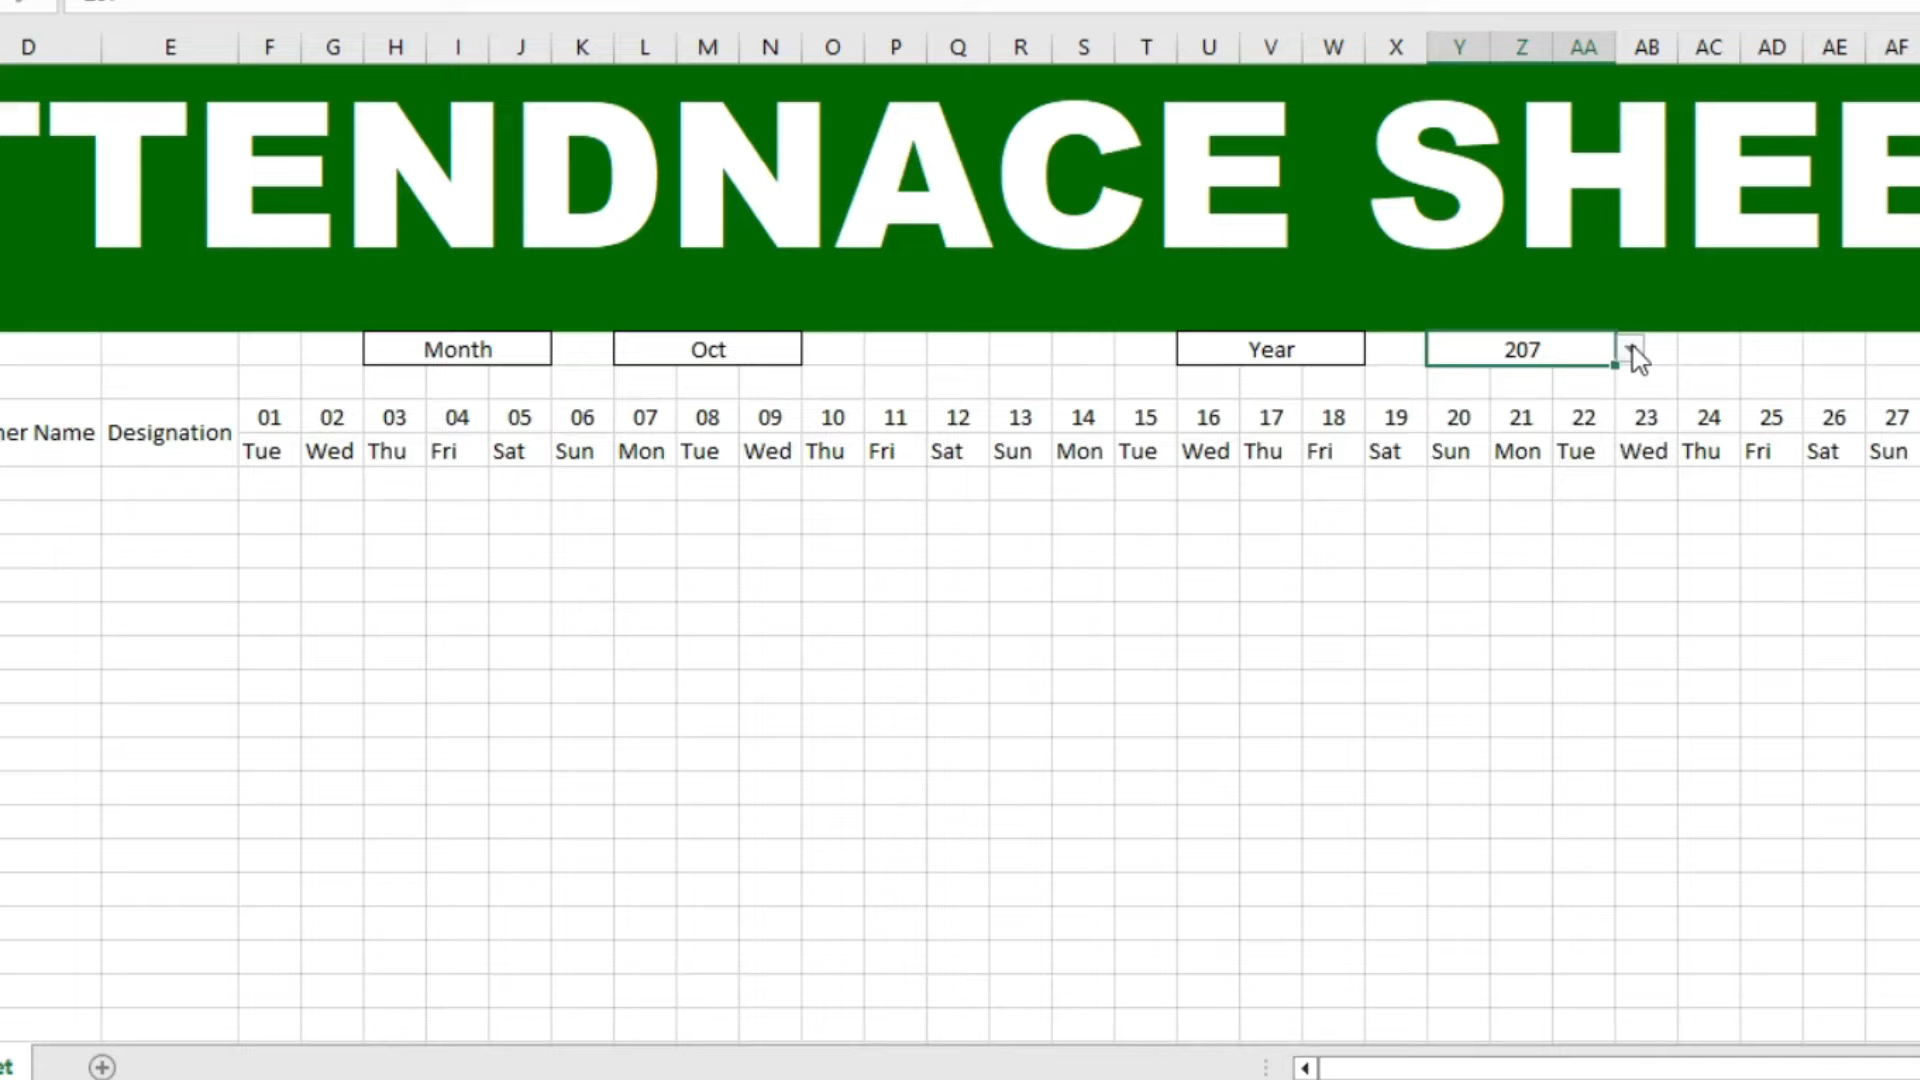 D E F G H I J K L M N O P Q R S T U V W X Y Z AA AB AC AD AE AF
TTENDNACE SHEE
Month Oct Year 207
her Name Designation 01 02 03 04 05 06 07 08 09 10 11 12 13 14 15 16 17 18 19 20 21 22 23 24 25 26 27
Tue Wed Thu Fri Sat Sun Mon Tue Wed Thu Fri Sat Sun Mon Tue Wed Thu Fri Sat Sun Mon Tue Wed Thu Fri Sat Sun
et